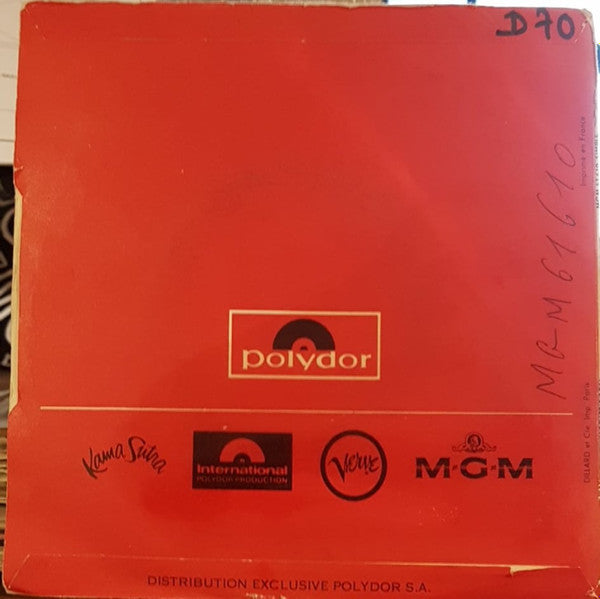 D70
MGM 61610
Imprimé en France
polydor
DILLARD et Cie. Imp. Paris.
Kama Sutra
International
POLYDOR PRODUCTION
Verve
M-G-M
DISTRIBUTION EXCLUSIVE POLYDOR S.A.